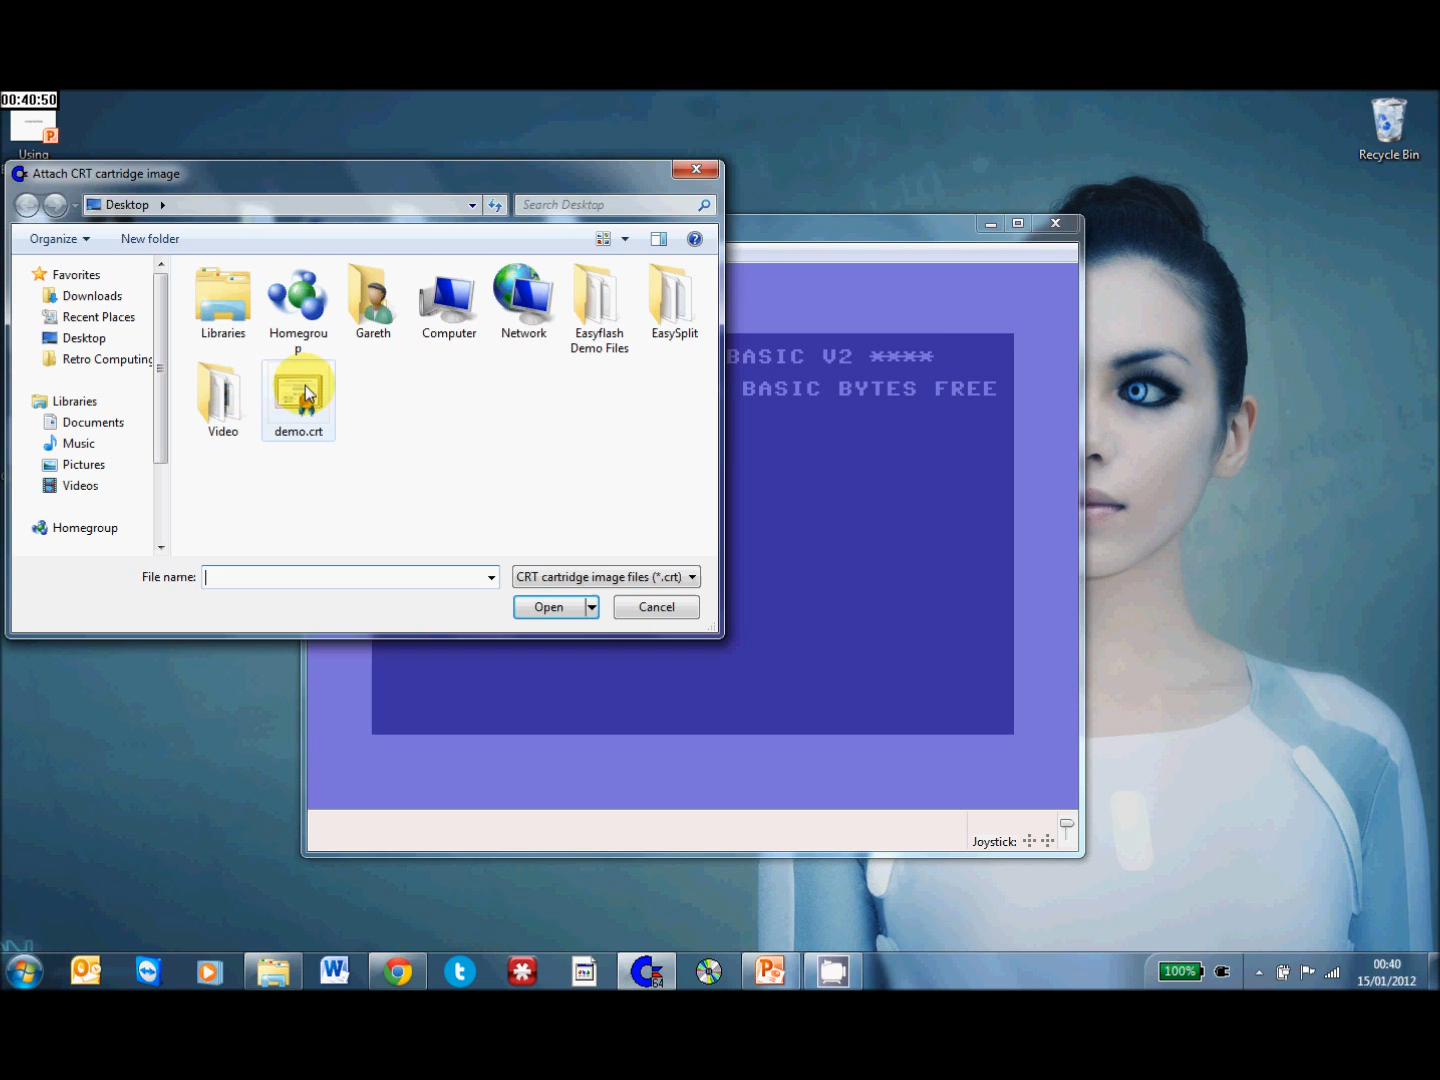 00:40:50
Using
Recycle Bin
Attach CRT cartridge image
Desktop
Search Desktop
Organize
New folder
Favorites
Downloads
Recent Places
Desktop
Retro Computing
Libraries
Documents
Music
Pictures
Videos
Homegroup
Libraries
Homegrou
p
Gareth
Computer
Network
Easyflash
Demo Files
EasySplit
Video
demo.crt
File name:
CRT cartridge image files (*.crt)
Open
Cancel
BASIC V2 ****
BASIC BYTES FREE
Joystick:
64
100%
00:40
15/01/2012